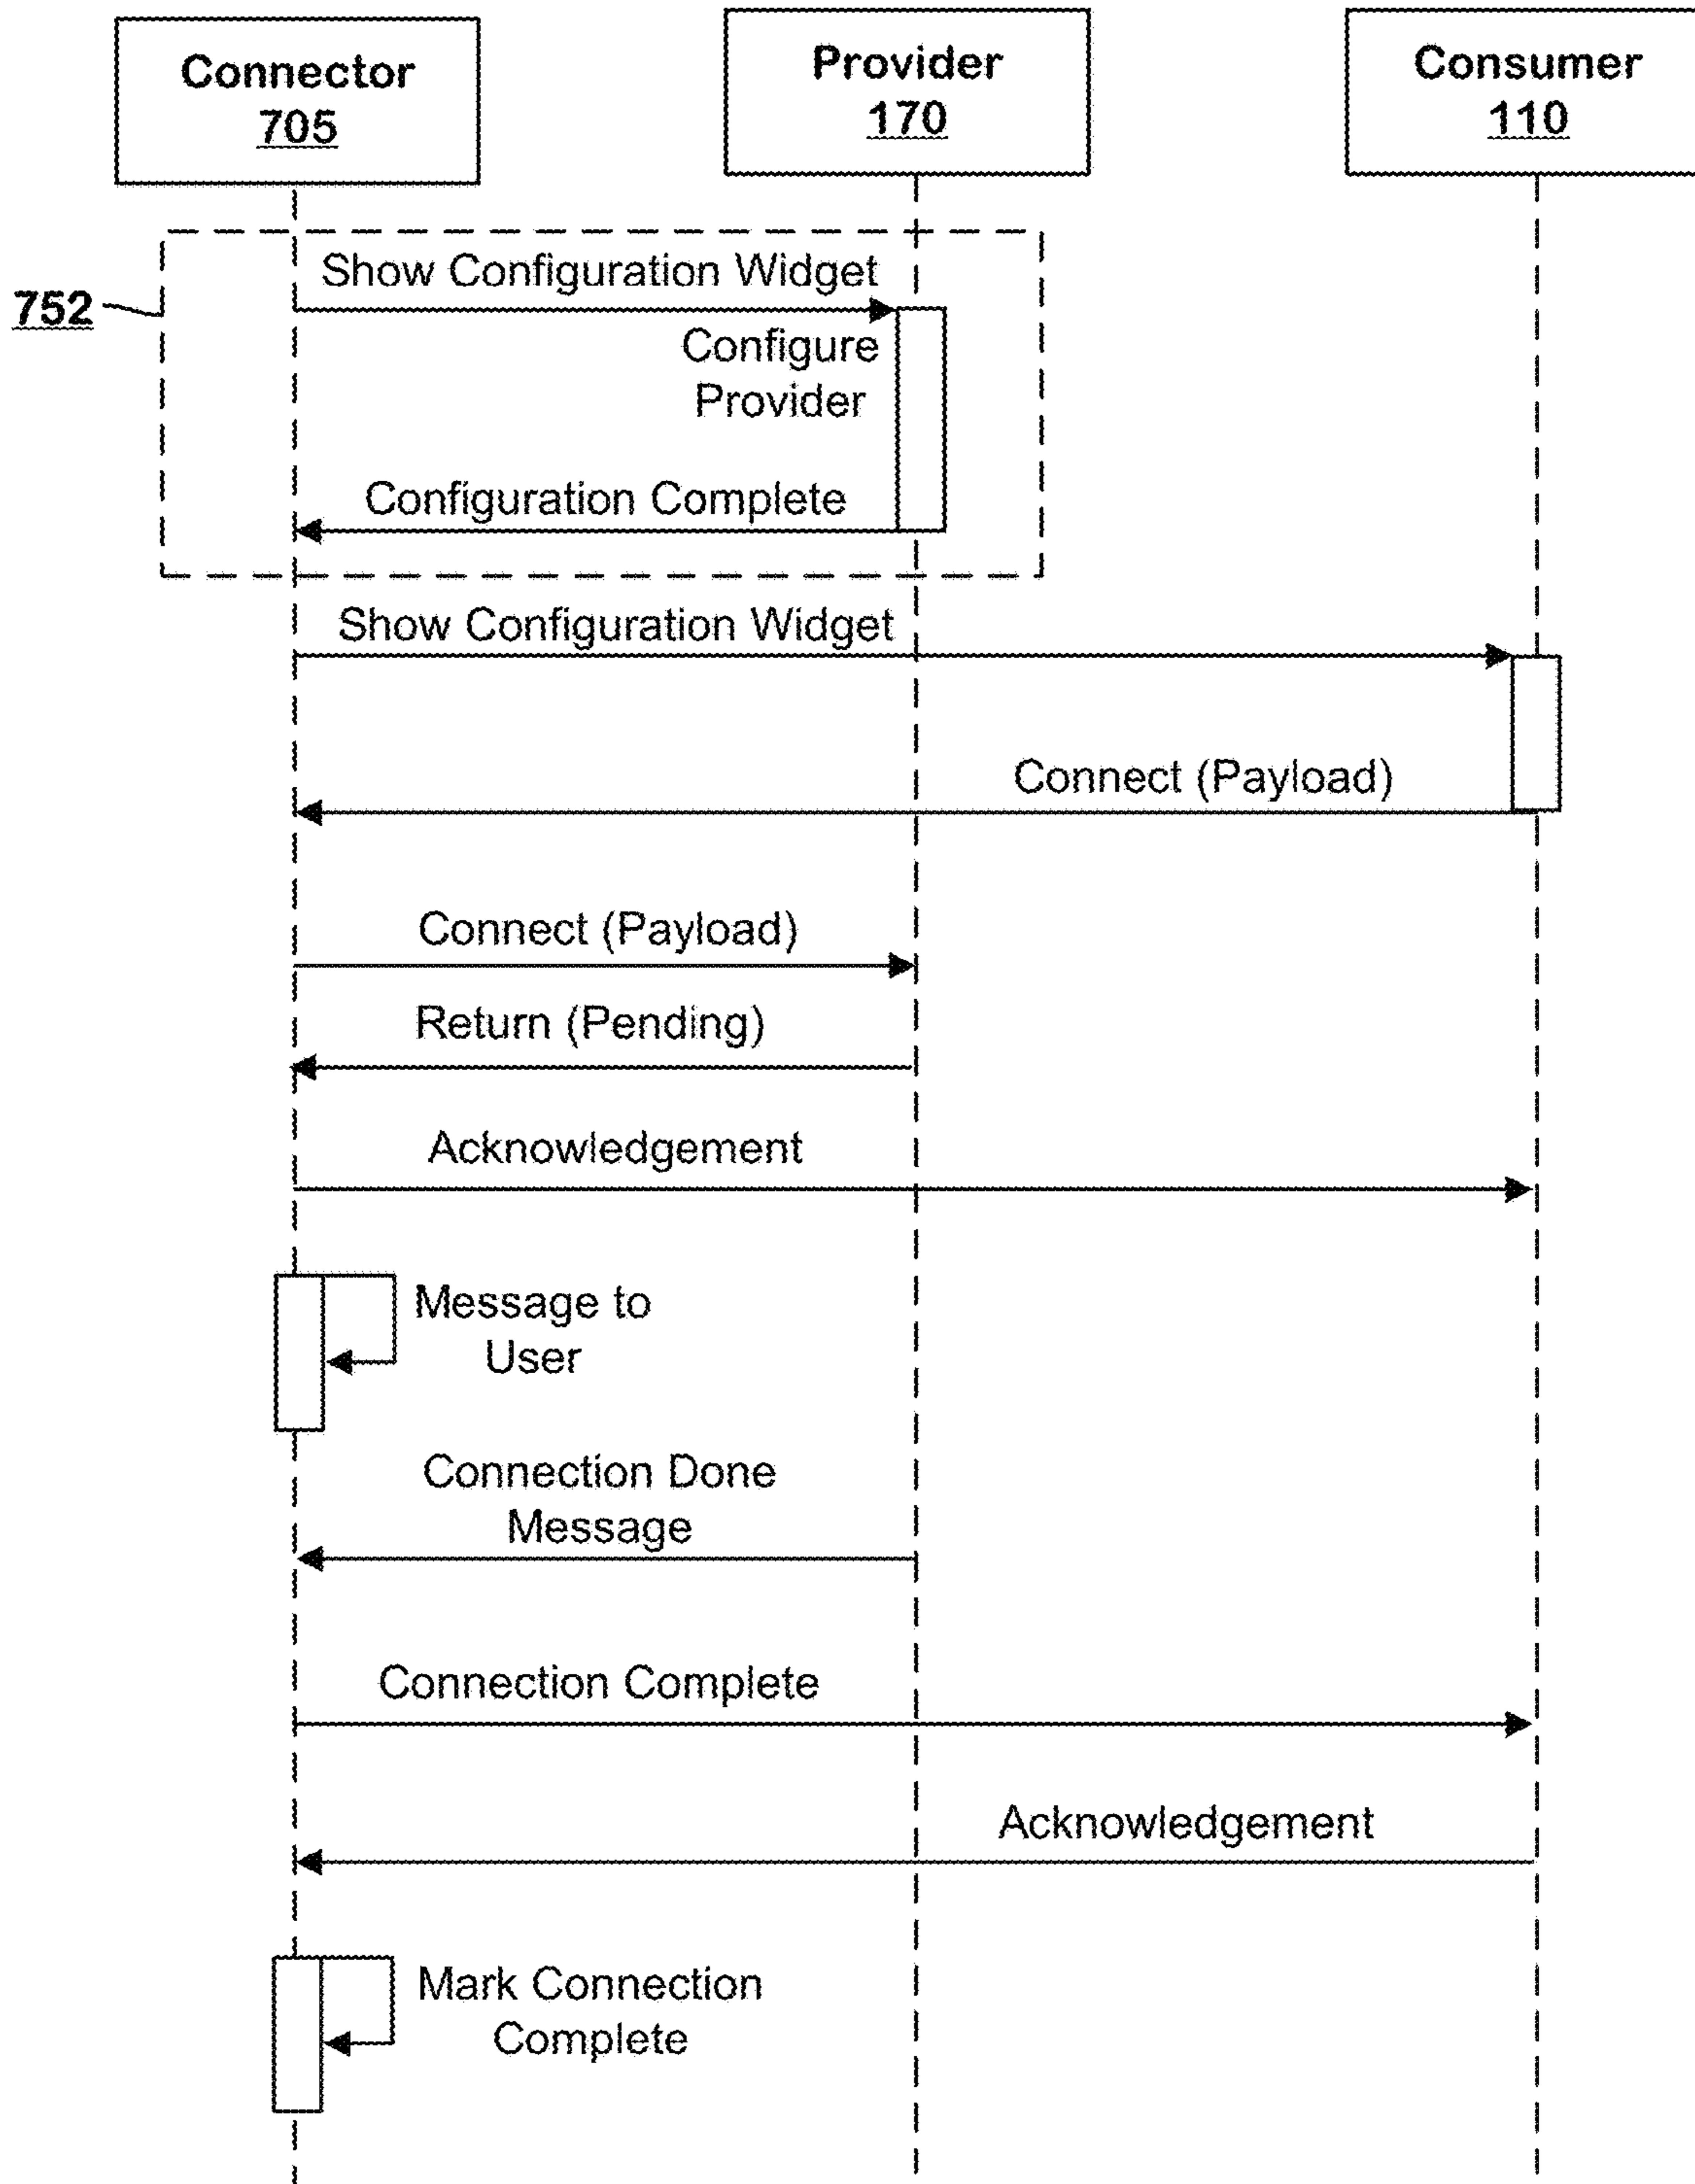 Connector
705
Provider
170
Consumer
110
752
Show Configuration Widget
Configure
Provider
Configuration Complete
Show Configuration Widget
Connect (Payload)
Connect (Payload)
Return (Pending)
Acknowledgement
Message to
User
Connection Done
Message
Connection Complete
Acknowledgement
Mark Connection
Complete